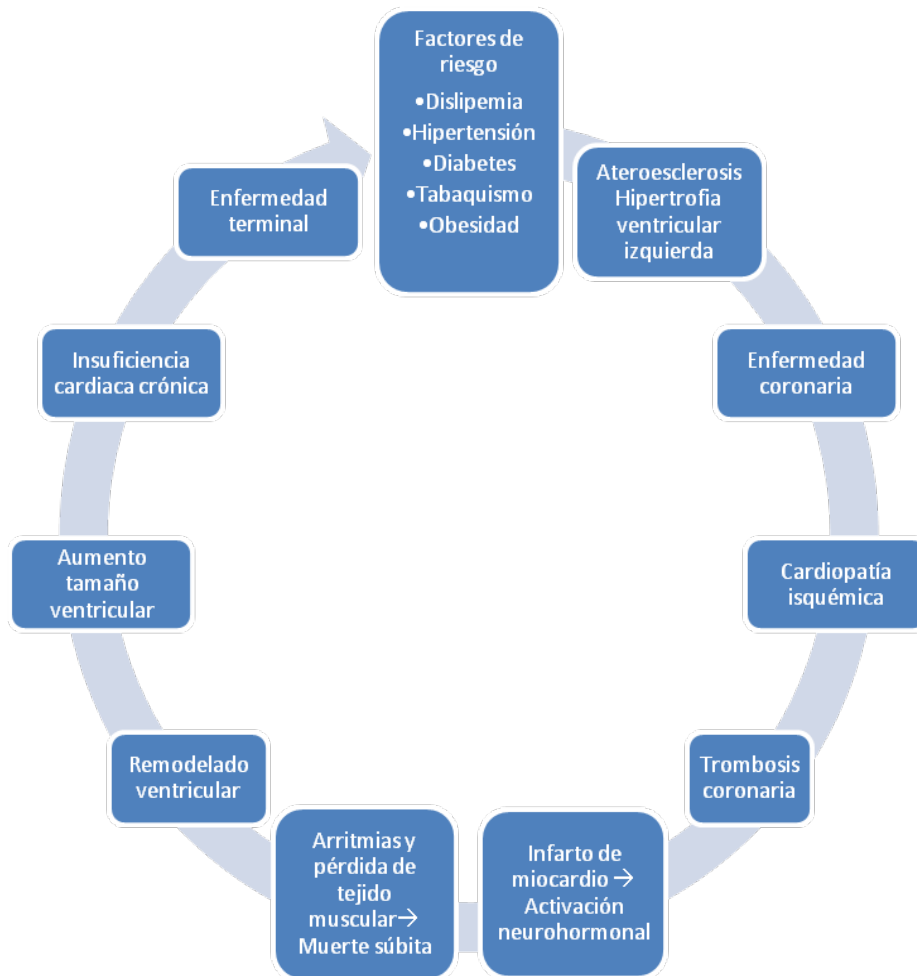 Factores de
riesgo
•Dislipemia
•Hipertensión
•Diabetes
•Tabaquismo
•Obesidad
Ateroesclerosis
Hipertrofia
ventricular
izquierda
Enfermedad
coronaria
Cardiopatía
isquémica
Trombosis
coronaria
Infarto de
miocardio →
Activación
neurohormonal
Arritmias y
pérdida de
tejido
muscular→
Muerte súbita
Remodelado
ventricular
Aumento
tamaño
ventricular
Insuficiencia
cardiaca crónica
Enfermedad
terminal